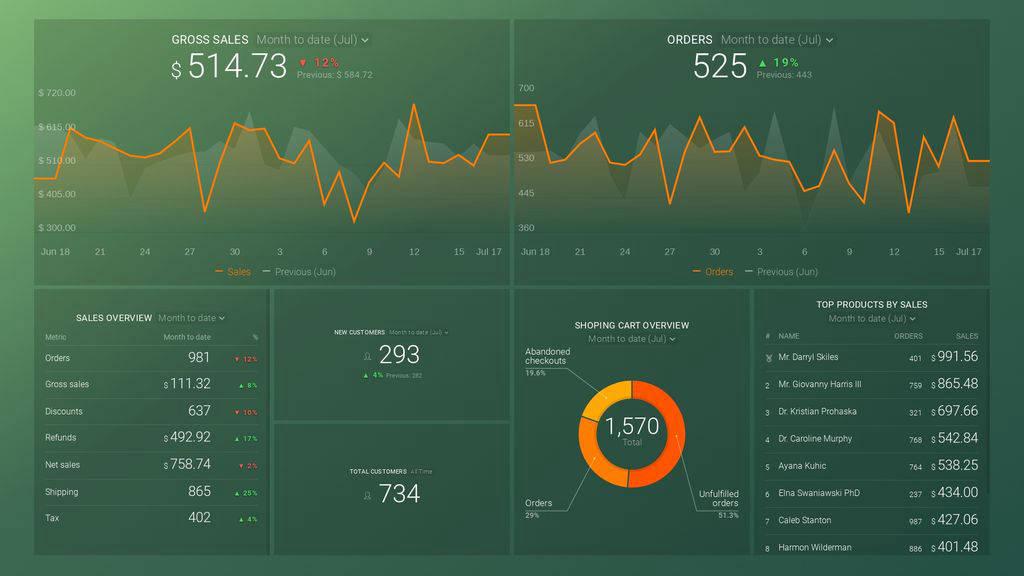 GROSS SALES Month to date (Jul)
$ 514.73 ▼ 12%
Previous: $ 584.72
$ 720.00
$ 615.00
$ 510.00
$ 405.00
$ 300.00
Jun 18 21 24 27 30 3 6 9 12 15 Jul 17
Sales Previous (Jun)
ORDERS Month to date (Jul)
525 ▲ 19%
Previous: 443
700
615
530
445
360
Jun 18 21 24 27 30 3 6 9 12 15 Jul 17
Orders Previous (Jun)
SALES OVERVIEW Month to date
Metric Month to date %
Orders 981 ▼ 12%
Gross sales $ 111.32 ▲ 8%
Discounts 637 ▼ 10%
Refunds $ 492.92 ▲ 17%
Net sales $ 758.74 ▼ 2%
Shipping 865 ▲ 25%
Tax 402 ▲ 4%
NEW CUSTOMERS Month to date (Jul)
293
▲ 4% Previous: 282
TOTAL CUSTOMERS All Time
734
SHOPING CART OVERVIEW
Month to date (Jul)
Abandoned
checkouts
19.6%
1,570
Total
Orders
29%
Unfulfilled
orders
51.3%
TOP PRODUCTS BY SALES
Month to date (Jul)
# NAME ORDERS SALES
Mr. Darryl Skiles 401 $ 991.56
2 Mr. Giovanny Harris III 759 $ 865.48
3 Dr. Kristian Prohaska 321 $ 697.66
4 Dr. Caroline Murphy 768 $ 542.84
5 Ayana Kuhic 764 $ 538.25
6 Elna Swaniawski PhD 237 $ 434.00
7 Caleb Stanton 987 $ 427.06
8 Harmon Wilderman 886 $ 401.48